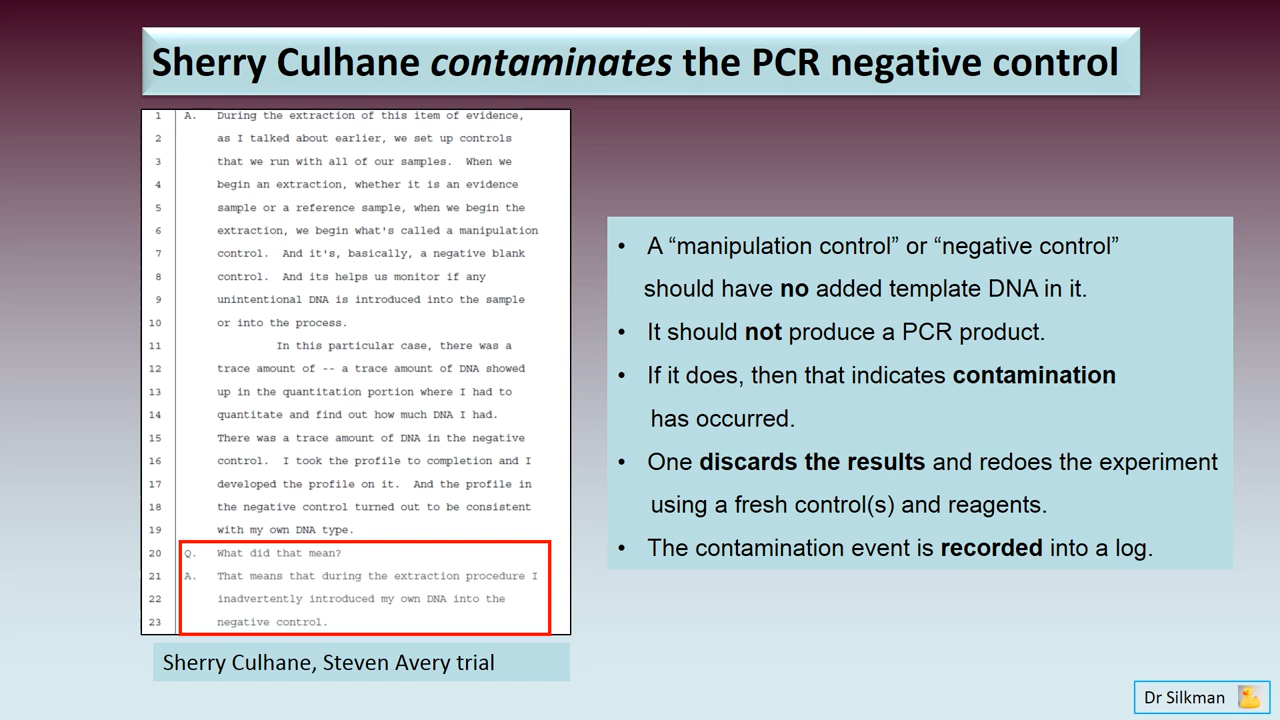 Sherry Culhane contaminates the PCR negative control
1 A. During the extraction of this item of evidence,
2 as I talked about earlier, we set up controls
3 that we run with all of our samples. When we
4 begin an extraction, whether it is an evidence
5 sample or a reference sample, when we begin the
6 extraction, we begin what's called a manipulation
7 control. And it's, basically, a negative blank
8 control. And its helps us monitor if any
9 unintentional DNA is introduced into the sample
10 or into the process.
11 In this particular case, there was a
12 trace amount of -- a trace amount of DNA showed
13 up in the quantitation portion where I had to
14 quantitate and find out how much DNA I had.
15 There was a trace amount of DNA in the negative
16 control. I took the profile to completion and I
17 developed the profile on it. And the profile in
18 the negative control turned out to be consistent
19 with my own DNA type.
20 Q. What did that mean?
21 A. That means that during the extraction procedure I
22 inadvertently introduced my own DNA into the
23 negative control.
Sherry Culhane, Steven Avery trial
• A “manipulation control” or “negative control”
should have no added template DNA in it.
• It should not produce a PCR product.
• If it does, then that indicates contamination
has occurred.
• One discards the results and redoes the experiment
using a fresh control(s) and reagents.
• The contamination event is recorded into a log.
Dr Silkman